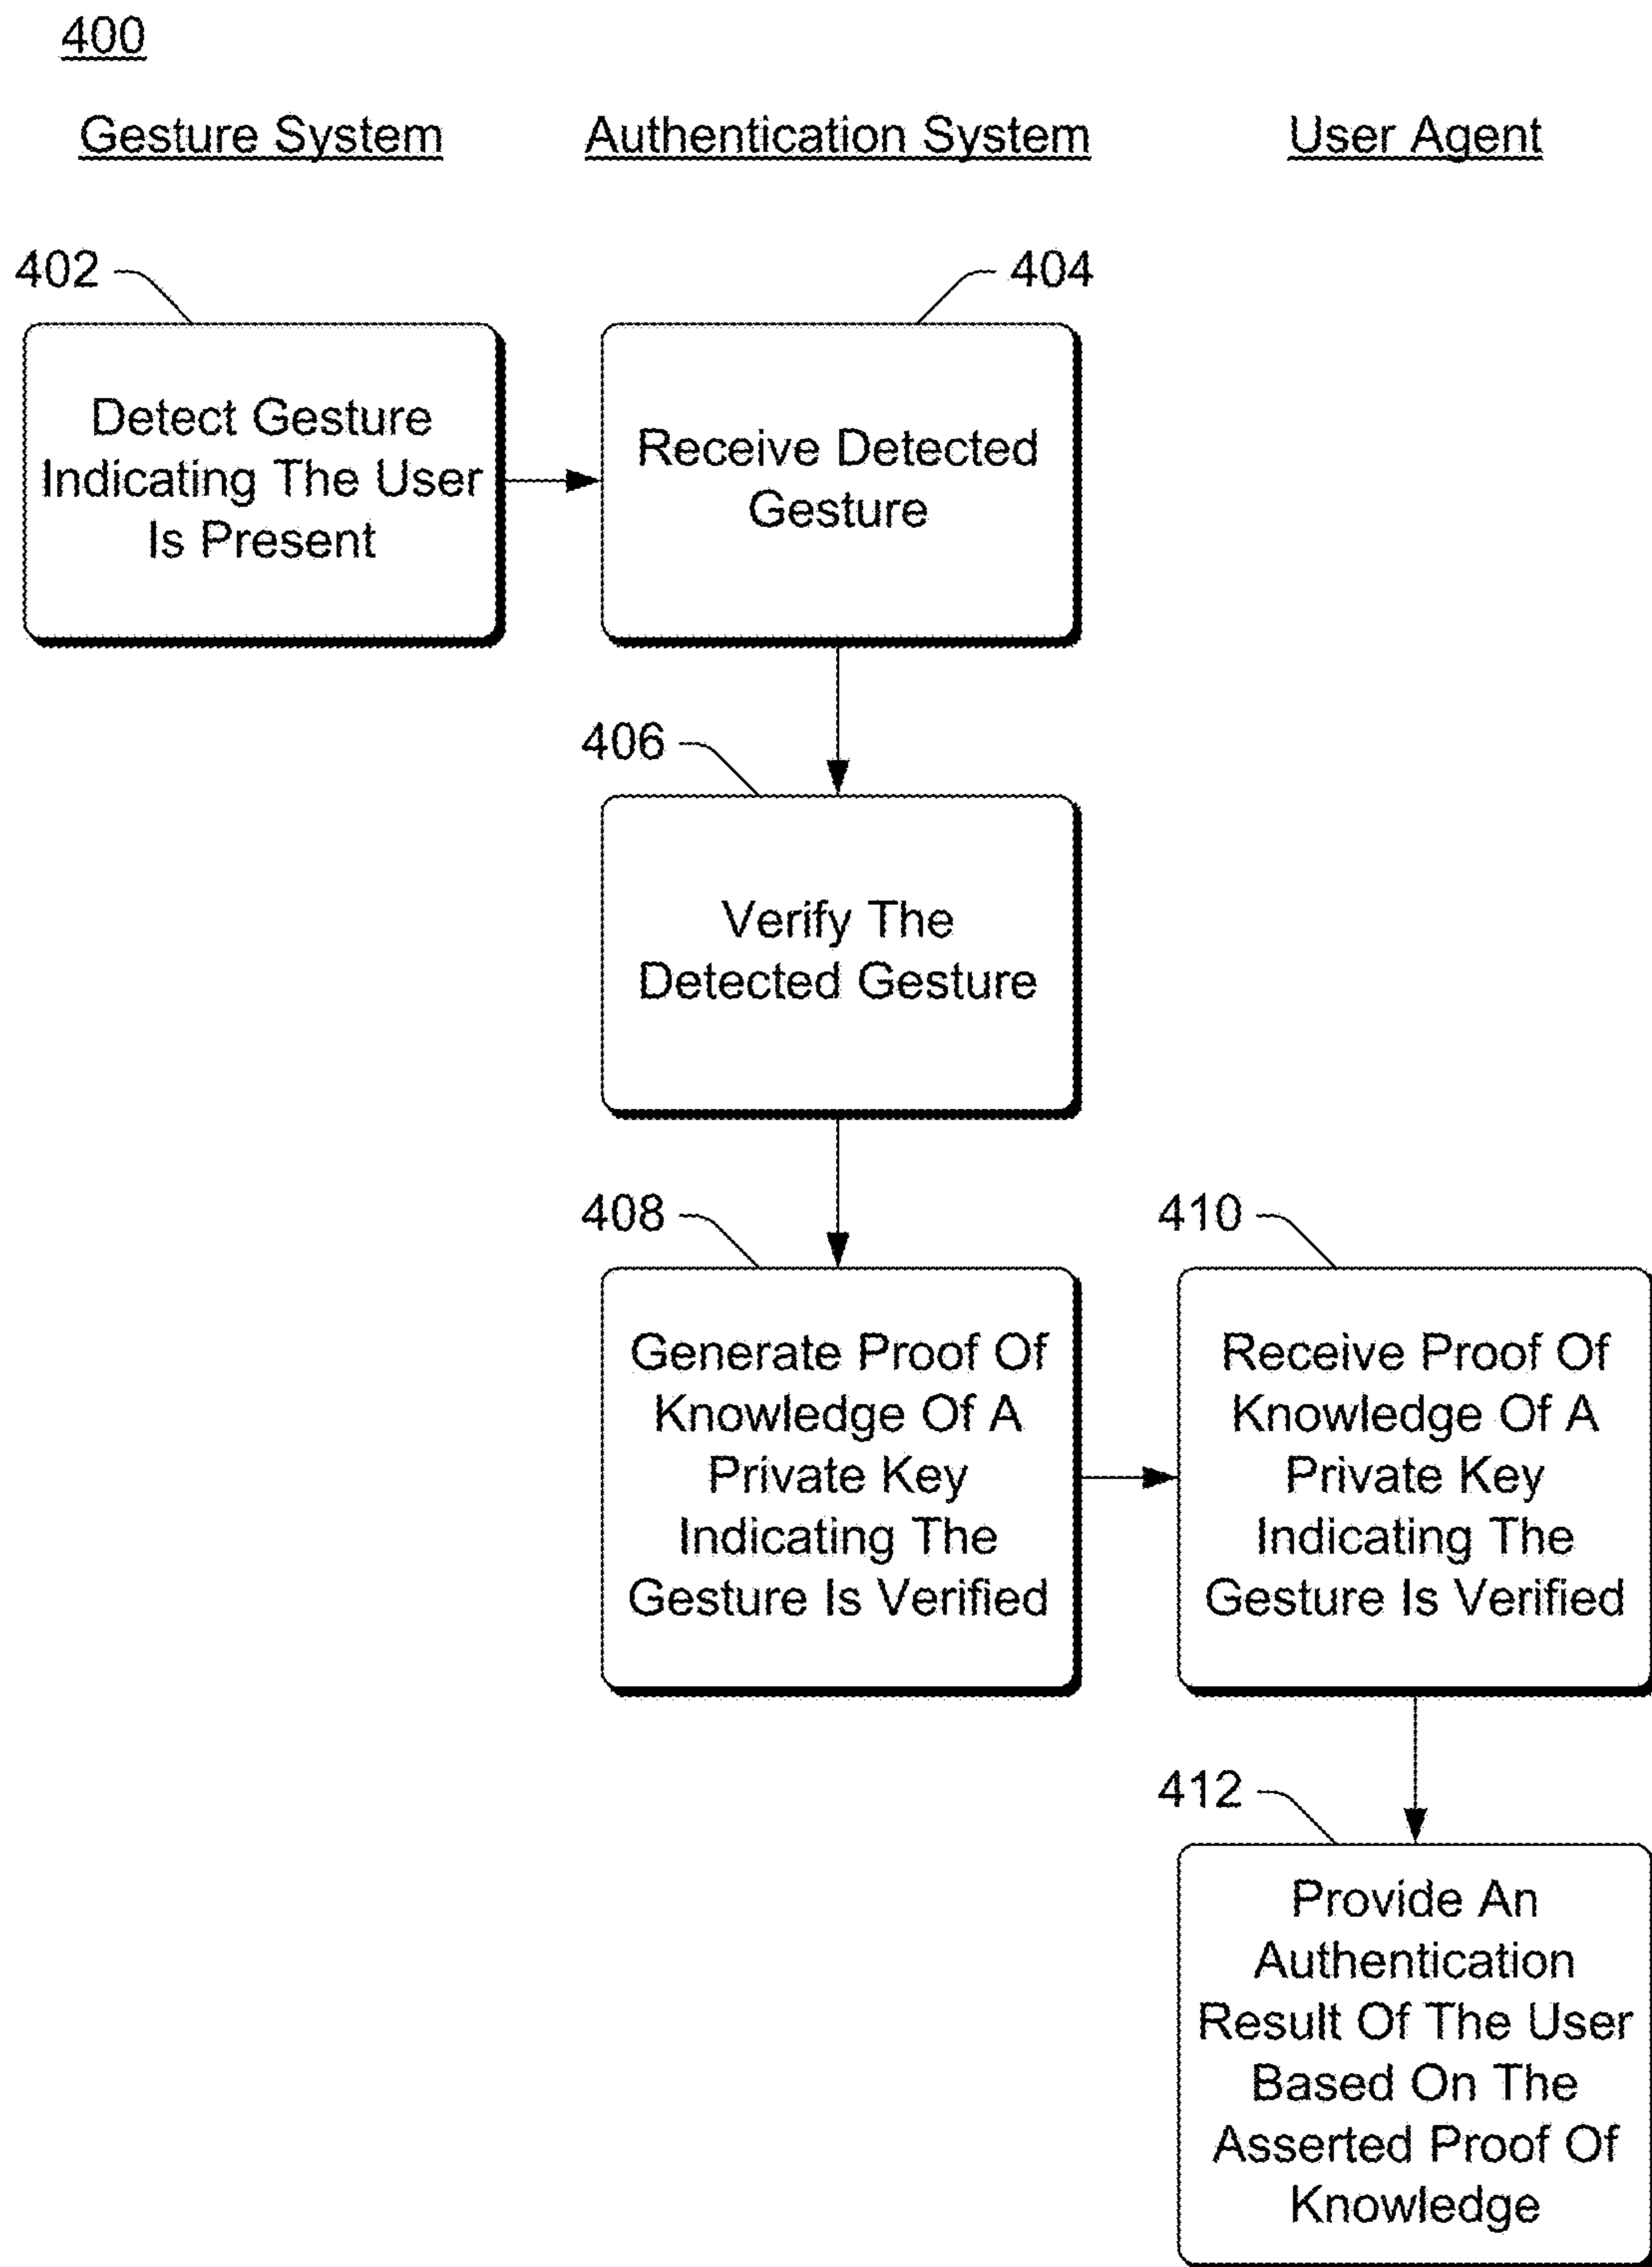 400
Gesture System
Authentication System
User Agent
402
404
Detect Gesture
Indicating The User
Is Present
Receive Detected
Gesture
406
Verify The
Detected Gesture
408
410
Generate Proof Of
Knowledge Of A
Private Key
Indicating The
Gesture Is Verified
Receive Proof Of
Knowledge Of A
Private Key
Indicating The
Gesture Is Verified
412
Provide An
Authentication
Result Of The User
Based On The
Asserted Proof Of
Knowledge